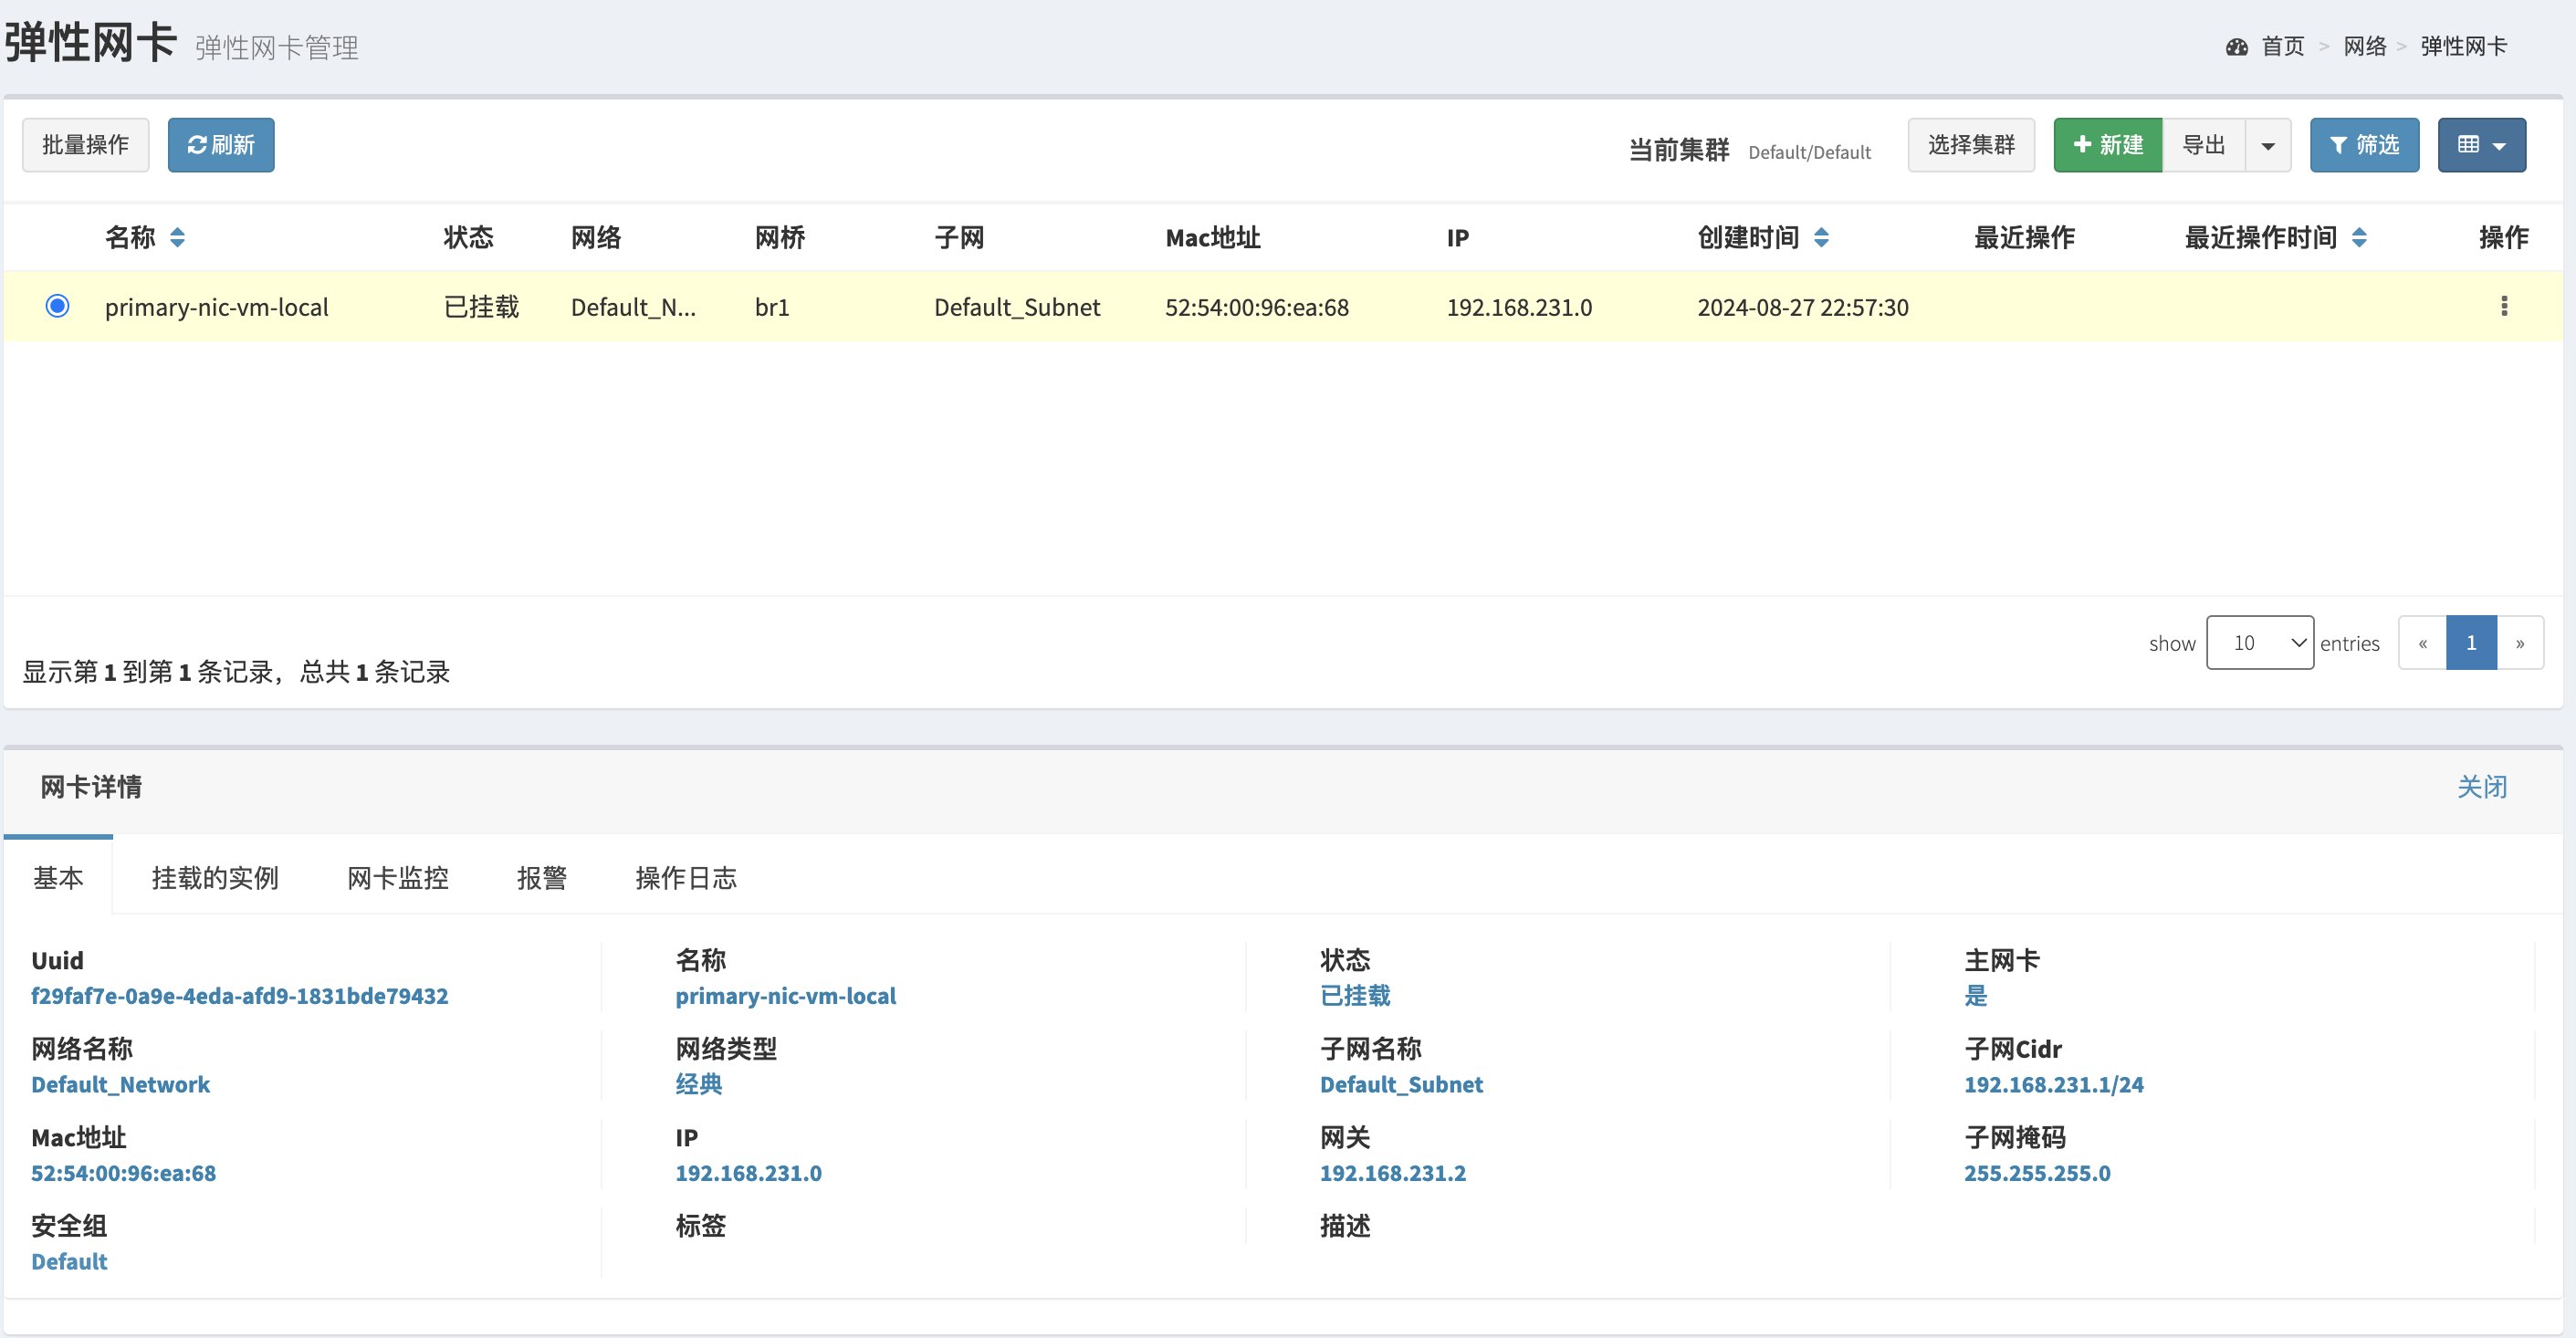 弹性网卡 弹性网卡管理
首页 > 网络 > 弹性网卡
批量操作 刷新 当前集群 Default/Default 选择集群 新建 导出 筛选
名称 状态 网络 网桥 子网 Mac地址 IP 创建时间 最近操作 最近操作时间 操作
primary-nic-vm-local 已挂载 Default_N... br1 Default_Subnet 52:54:00:96:ea:68 192.168.231.0 2024-08-27 22:57:30
show 10 entries « 1 »
显示第 1 到第 1 条记录，总共 1 条记录
网卡详情 关闭
基本 挂载的实例 网卡监控 报警 操作日志
Uuid 名称 状态 主网卡
f29faf7e-0a9e-4eda-afd9-1831bde79432 primary-nic-vm-local 已挂载 是
网络名称 网络类型 子网名称 子网Cidr
Default_Network 经典 Default_Subnet 192.168.231.1/24
Mac地址 IP 网关 子网掩码
52:54:00:96:ea:68 192.168.231.0 192.168.231.2 255.255.255.0
安全组 标签 描述
Default